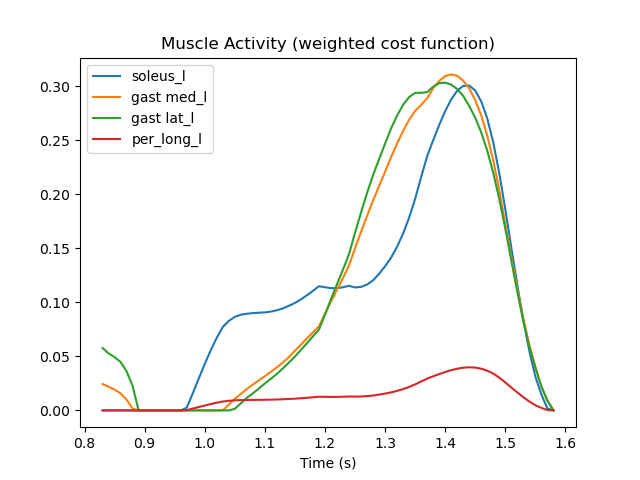 Muscle Activity (weighted cost function)
soleus_l
gast med_l
gast lat_l
per_long_l
0.30
0.25
0.20
0.15
0.10
0.05
0.00
0.8 0.9 1.0 1.1 1.2 1.3 1.4 1.5 1.6
Time (s)